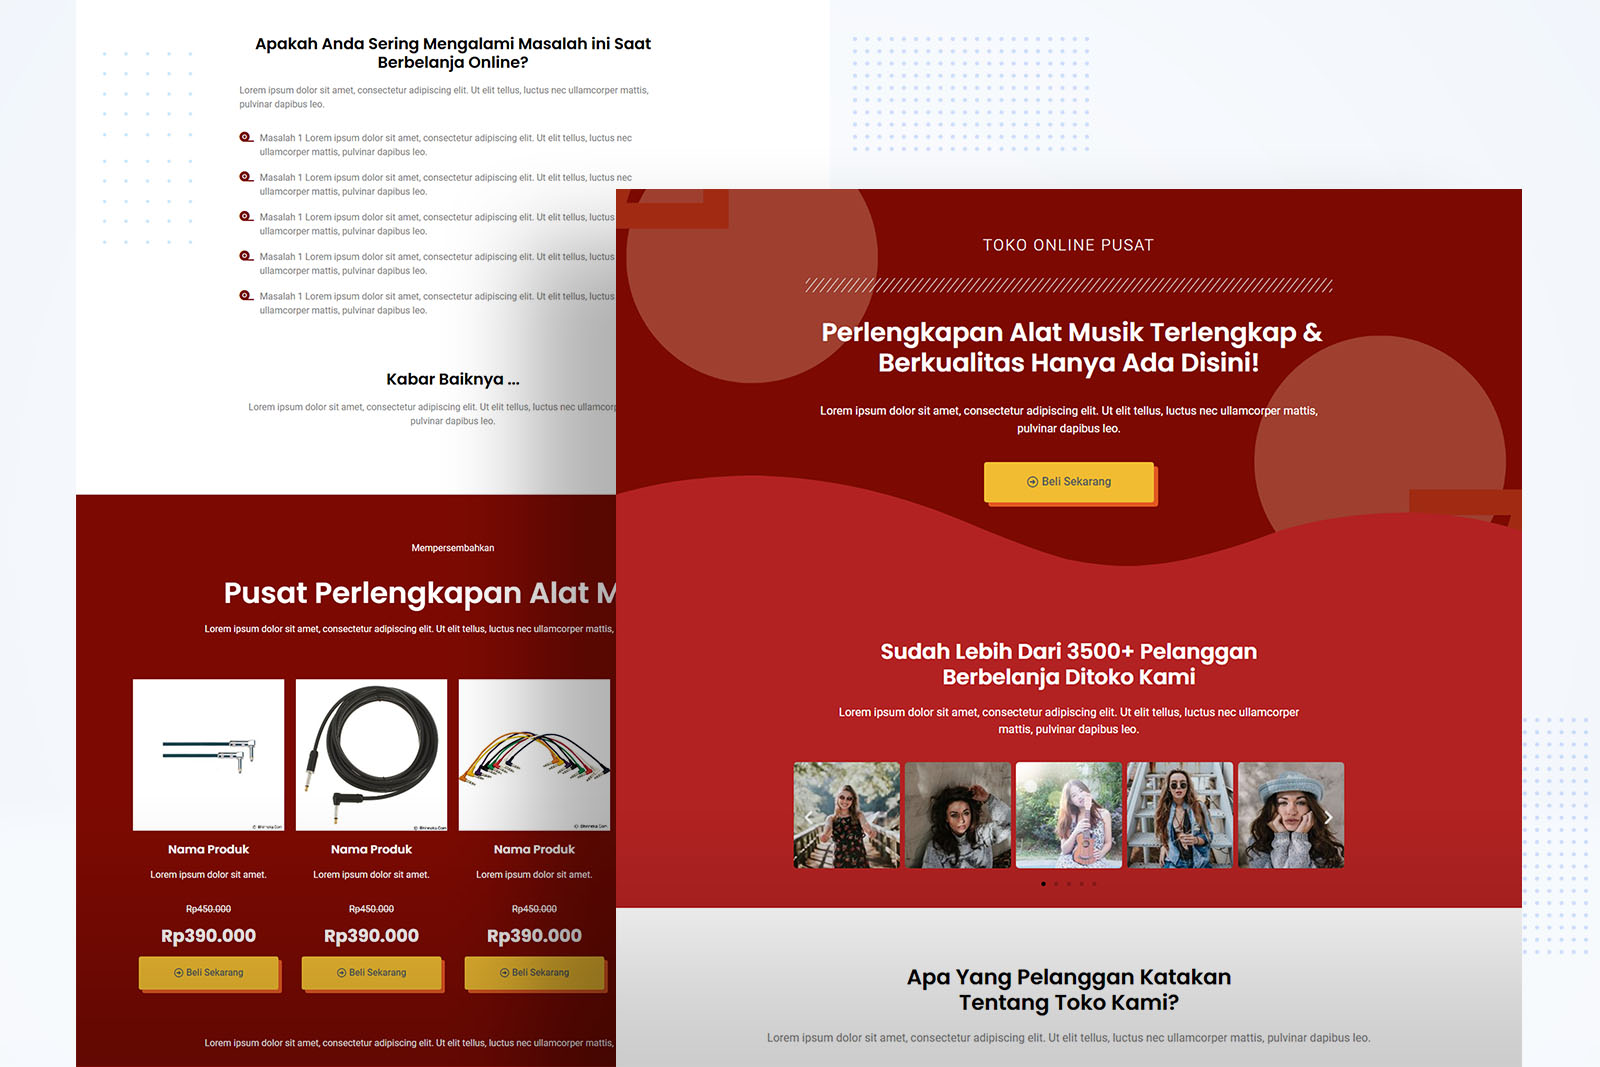 Apakah Anda Sering Mengalami Masalah ini Saat
Berbelanja Online?
Lorem ipsum dolor sit amet, consectetur adipiscing elit. Ut elit tellus, luctus nec ullamcorper mattis,
pulvinar dapibus leo.
Masalah 1 Lorem ipsum dolor sit amet, consectetur adipiscing elit. Ut elit tellus, luctus nec
ullamcorper mattis, pulvinar dapibus leo.
Masalah 1 Lorem ipsum dolor sit amet, consectetur adipiscing elit. Ut elit tellus, luctus nec
ullamcorper mattis, pulvinar dapibus leo.
Masalah 1 Lorem ipsum dolor sit amet, consectetur adipiscing elit. Ut elit tellus, luctus
ullamcorper mattis, pulvinar dapibus leo.
Masalah 1 Lorem ipsum dolor sit amet, consectetur adipiscing elit. Ut elit tellus, luctus
ullamcorper mattis, pulvinar dapibus leo.
Masalah 1 Lorem ipsum dolor sit amet, consectetur adipiscing elit. Ut elit tellus, luctus
ullamcorper mattis, pulvinar dapibus leo.
Kabar Baiknya ...
Lorem ipsum dolor sit amet, consectetur adipiscing elit. Ut elit tellus, luctus nec ullamcorp
pulvinar dapibus leo.
Mempersembahkan
Pusat Perlengkapan Alat M
Lorem ipsum dolor sit amet, consectetur adipiscing elit. Ut elit tellus, luctus nec ullamcorper mattis,
© Bhinneka.Com
© Bhinneka.Com
© Bhinneka.Com
Nama Produk
Nama Produk
Nama Produk
Lorem ipsum dolor sit amet.
Lorem ipsum dolor sit amet.
Lorem ipsum dolor sit amet.
Rp450.000
Rp450.000
Rp450.000
Rp390.000
Rp390.000
Rp390.000
Beli Sekarang
Beli Sekarang
Beli Sekarang
Lorem ipsum dolor sit amet, consectetur adipiscing elit. Ut elit tellus, luctus nec ullamcorper mattis,
TOKO ONLINE PUSAT
Perlengkapan Alat Musik Terlengkap &
Berkualitas Hanya Ada Disini!
Lorem ipsum dolor sit amet, consectetur adipiscing elit. Ut elit tellus, luctus nec ullamcorper mattis,
pulvinar dapibus leo.
Beli Sekarang
Sudah Lebih Dari 3500+ Pelanggan
Berbelanja Ditoko Kami
Lorem ipsum dolor sit amet, consectetur adipiscing elit. Ut elit tellus, luctus nec ullamcorper
mattis, pulvinar dapibus leo.
Apa Yang Pelanggan Katakan
Tentang Toko Kami?
Lorem ipsum dolor sit amet, consectetur adipiscing elit. Ut elit tellus, luctus nec ullamcorper mattis, pulvinar dapibus leo.